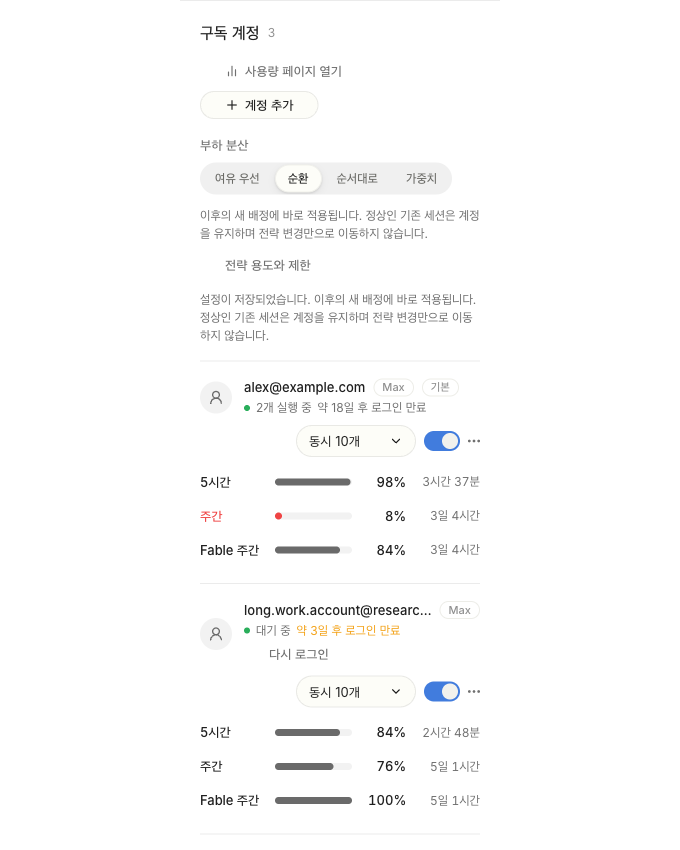 구독 계정 3
사용량 페이지 열기
+ 계정 추가
부하 분산
여유 우선 순환 순서대로 가중치
이후의 새 배정에 바로 적용됩니다. 정상인 기존 세션은 계정
을 유지하며 전략 변경만으로 이동하지 않습니다.
전략 용도와 제한
설정이 저장되었습니다. 이후의 새 배정에 바로 적용됩니다.
정상인 기존 세션은 계정을 유지하며 전략 변경만으로 이동
하지 않습니다.
alex@example.com Max 기본
2개 실행 중 약 18일 후 로그인 만료
동시 10개
5시간 98% 3시간 37분
주간 8% 3일 4시간
Fable 주간 84% 3일 4시간
long.work.account@researc... Max
대기 중 약 3일 후 로그인 만료
다시 로그인
동시 10개
5시간 84% 2시간 48분
주간 76% 5일 1시간
Fable 주간 100% 5일 1시간